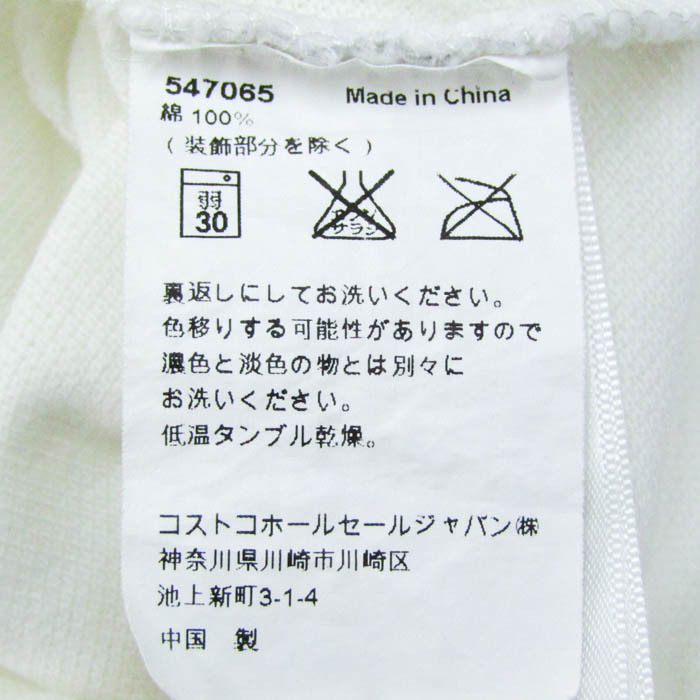 547065 Made in China
綿 100%
(装飾部分を除く)
弱
30
エンソ
サラシ
裏返しにしてお洗いください。
色移りする可能性がありますので
濃色と淡色の物とは別々に
お洗いください。
低温タンブル乾燥。
コストコホールセールジャパン㈱
神奈川県川崎市川崎区
池上新町3-1-4
中国 製